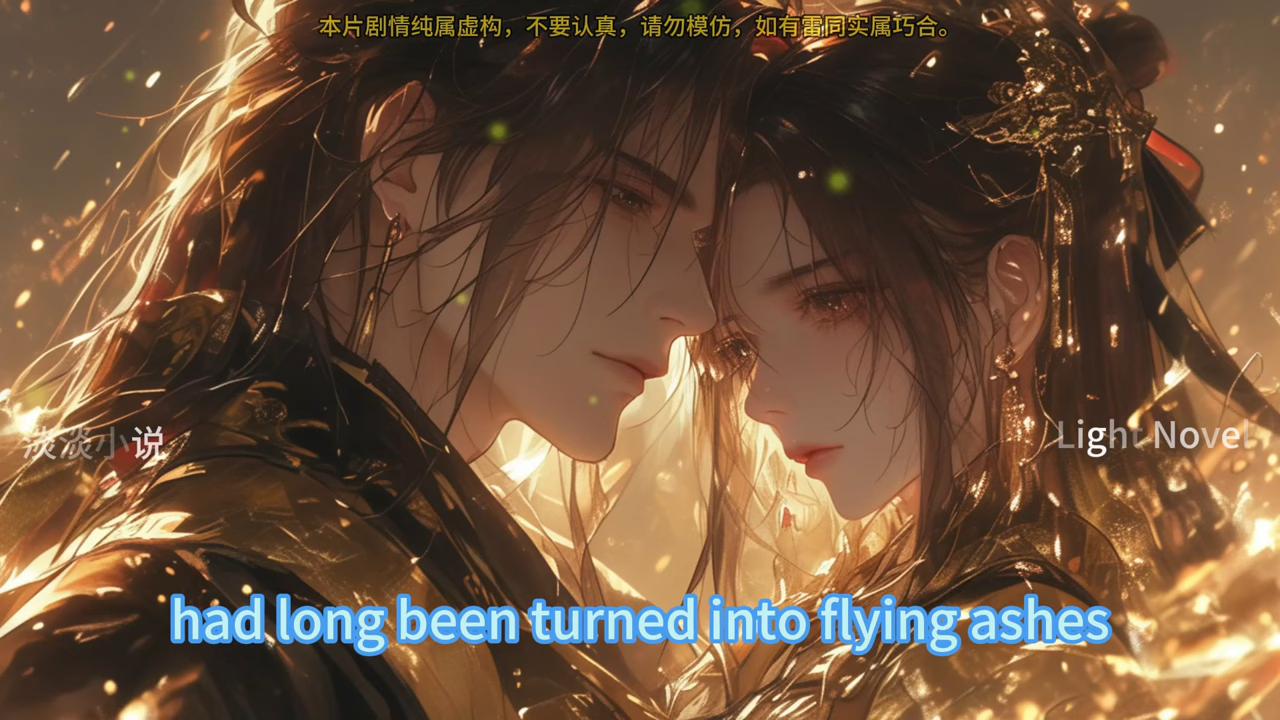 本片剧情纯属虚构，不要认真，请勿模仿，如有雷同实属巧合。
淡淡小说
Light Novel
had long been turned into flying ashes